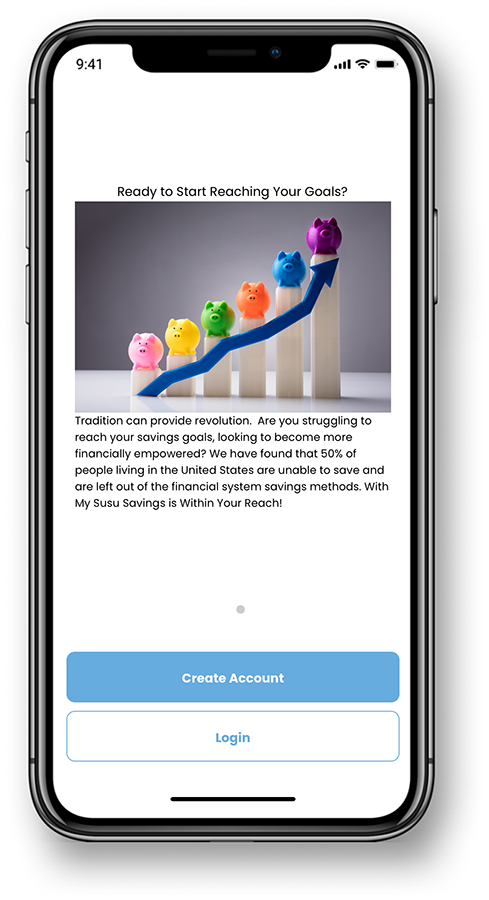 9:41
Ready to Start Reaching Your Goals?
Tradition can provide revolution.  Are you struggling to
reach your savings goals, looking to become more
financially empowered? We have found that 50% of
people living in the United States are unable to save and
are left out of the financial system savings methods. With
My Susu Savings is Within Your Reach!
Create Account
Login